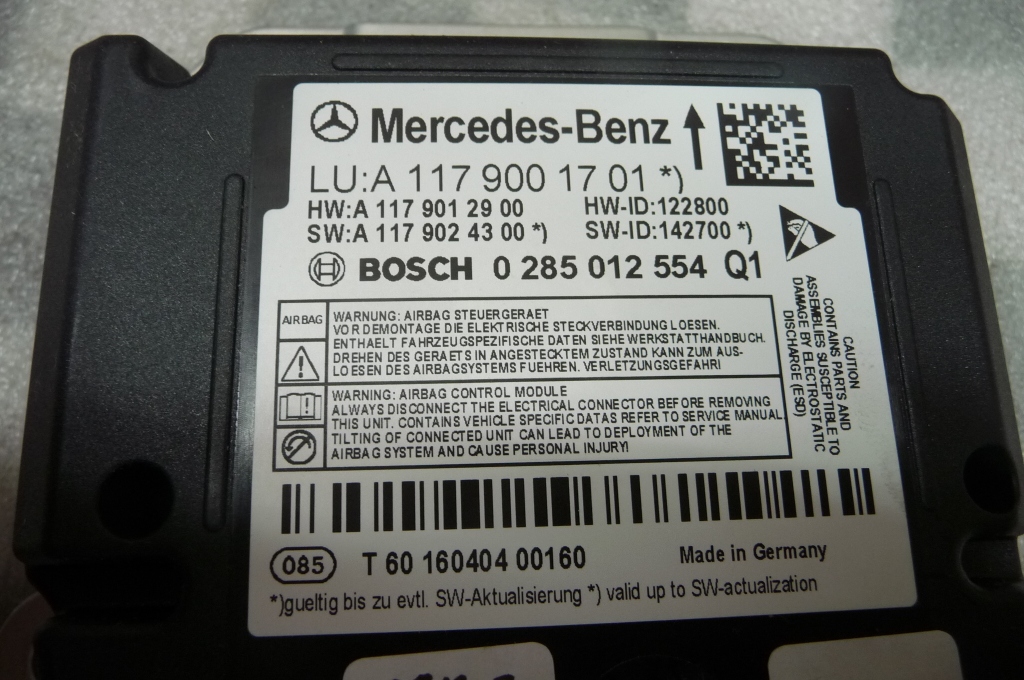 Mercedes-Benz
LU:A 117 900 17 01 *)
HW:A 117 901 29 00 HW-ID:122800
SW:A 117 902 43 00 *) SW-ID:142700 *)
BOSCH 0 285 012 554 Q1
AIRBAG
WARNUNG: AIRBAG STEUERGERAET
VOR DEMONTAGE DIE ELEKTRISCHE STECKVERBINDUNG LOESEN.
ENTHAELT FAHRZEUGSPEZIFISCHE DATEN SIEHE WERKSTATTHANDBUCH.
DREHEN DES GERAETS IN ANGESTECKTEM ZUSTAND KANN ZUM AUS-
LOESEN DES AIRBAGSYSTEMS FUEHREN. VERLETZUNGSGEFAHR!
WARNING: AIRBAG CONTROL MODULE
ALWAYS DISCONNECT THE ELECTRICAL CONNECTOR BEFORE REMOVING
THIS UNIT. CONTAINS VEHICLE SPECIFIC DATAS REFER TO SERVICE MANUAL.
TILTING OF CONNECTED UNIT CAN LEAD TO DEPLOYMENT OF THE
AIRBAG SYSTEM AND CAUSE PERSONAL INJURY!
CAUTION
CONTAINS PARTS AND
ASSEMBLIES SUSCEPTIBLE TO
DAMAGE BY ELECTROSTATIC
DISCHARGE (ESD)
085 T 60 160404 00160 Made in Germany
*)gueltig bis zu evtl. SW-Aktualisierung *) valid up to SW-actualization